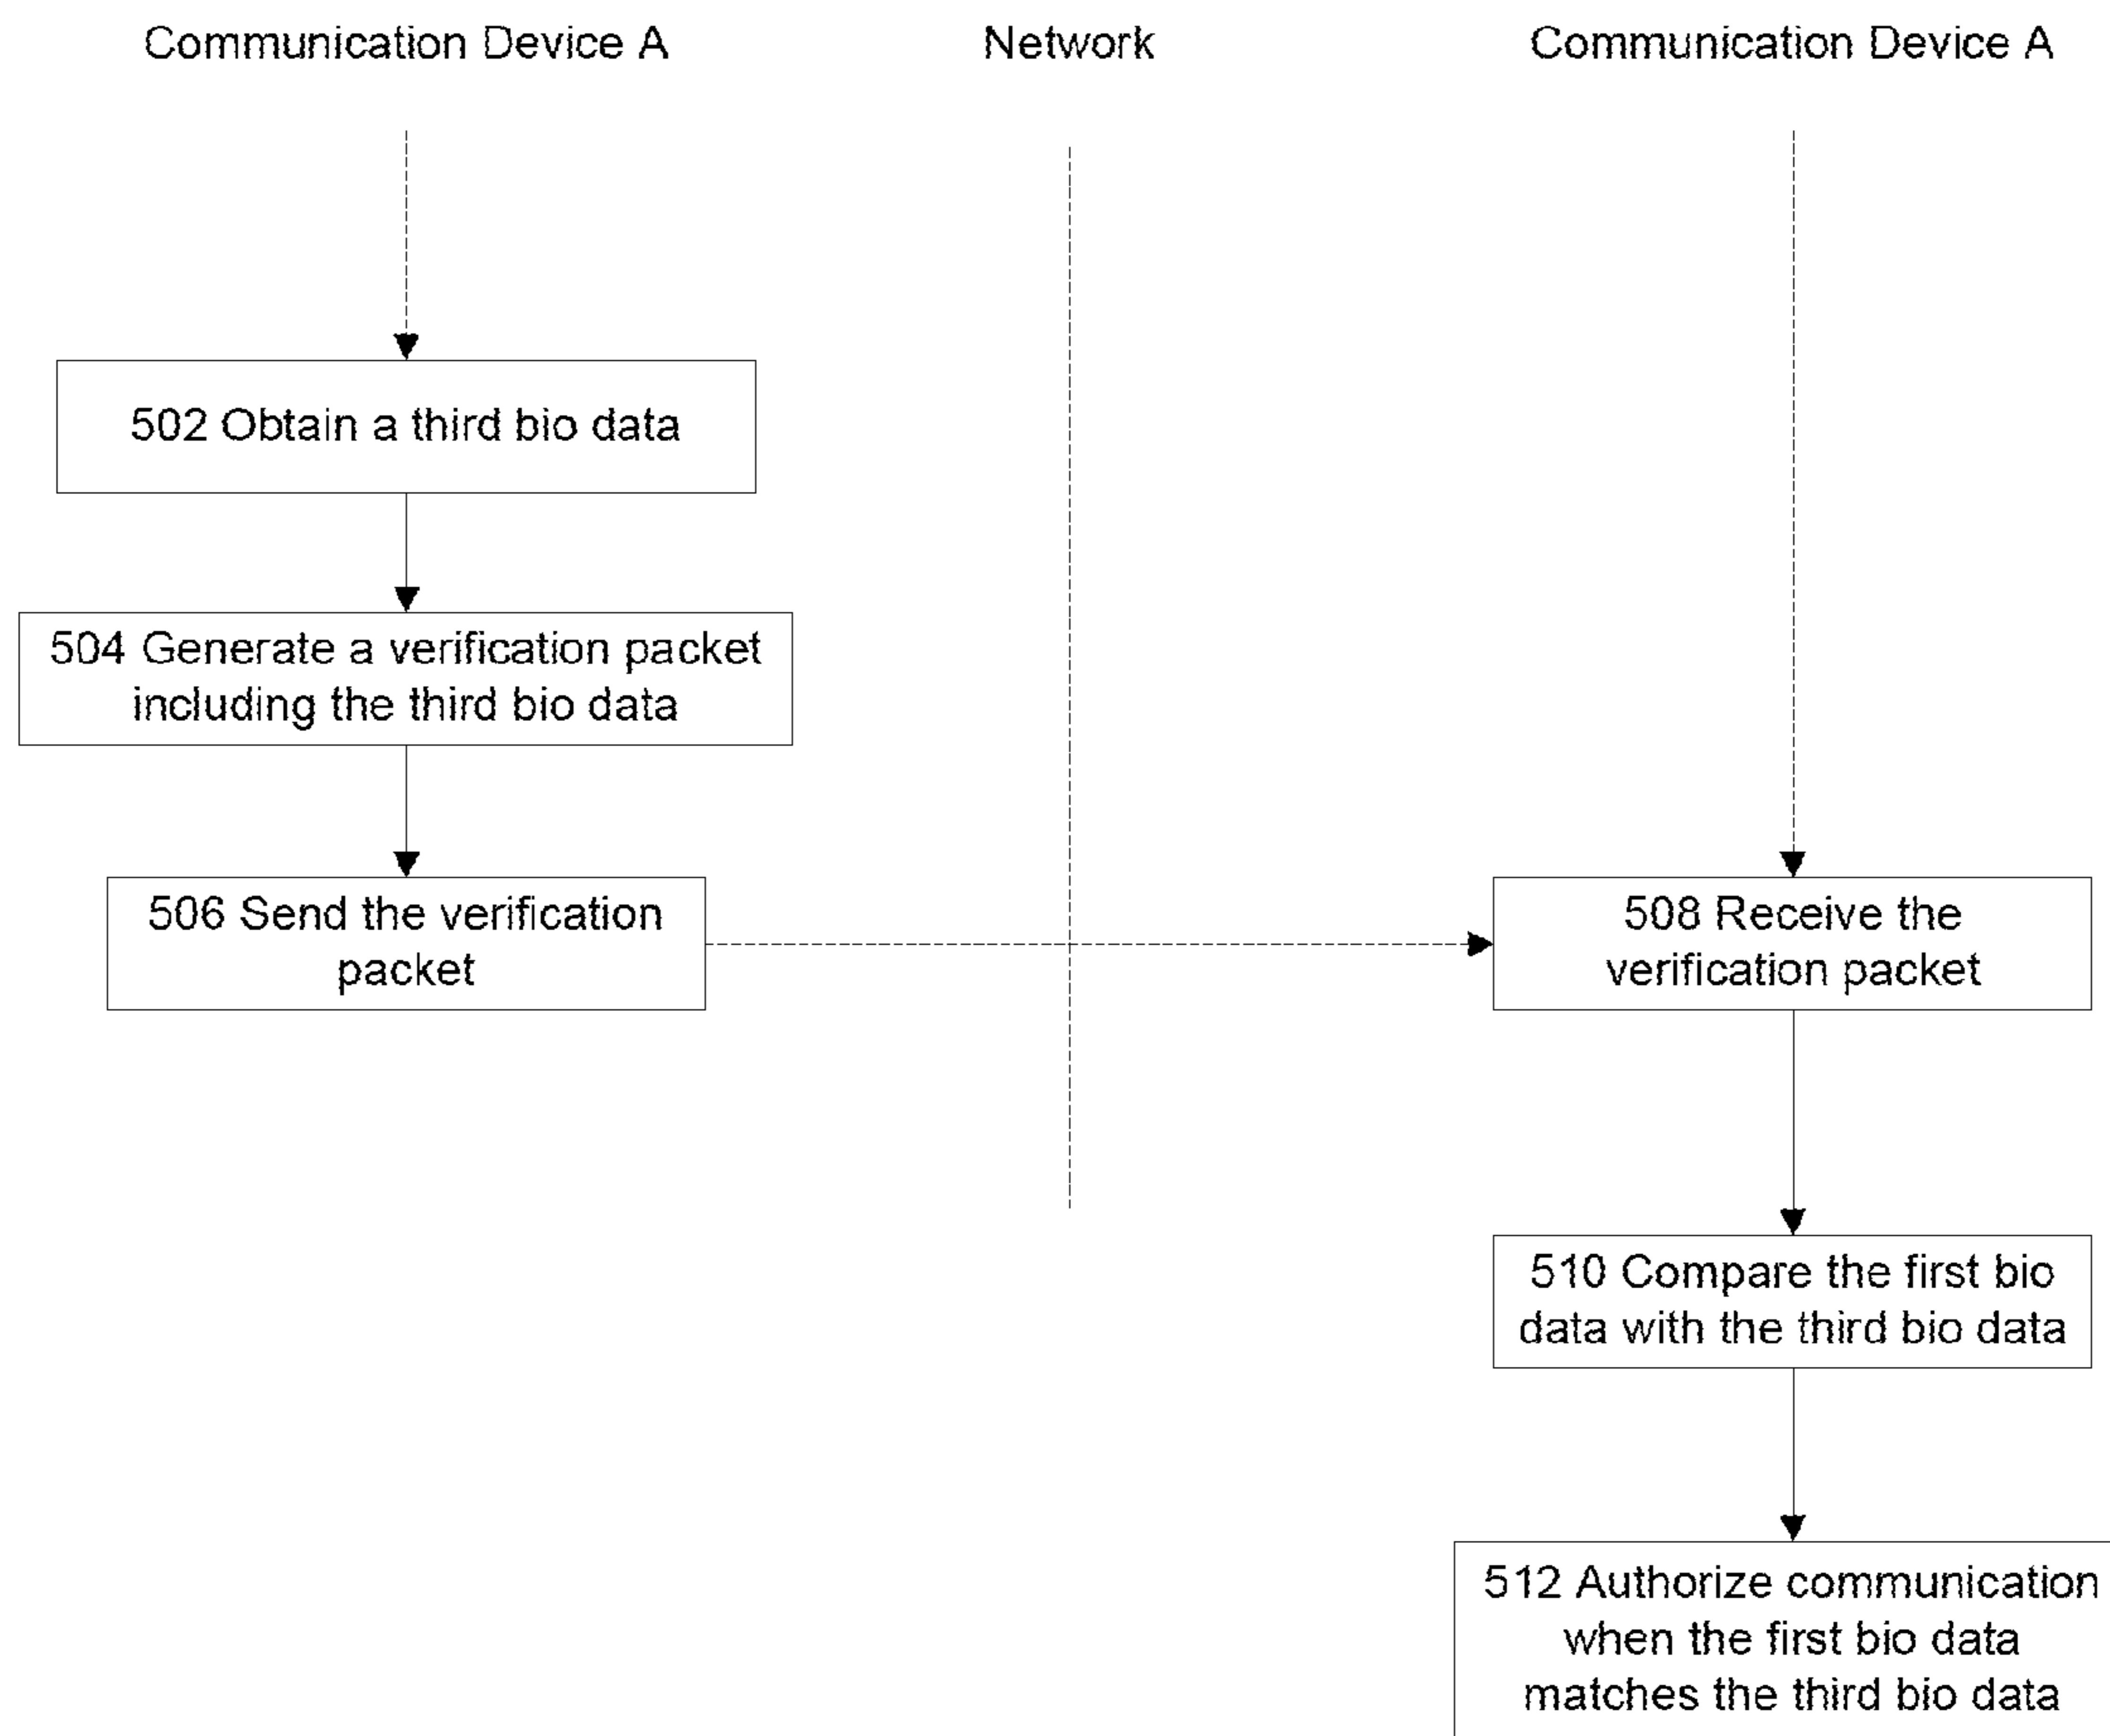 Communication Device A
Network
Communication Device A
502 Obtain a third bio data
504 Generate a verification packet
including the third bio data
506 Send the verification
packet
508 Receive the
verification packet
510 Compare the first bio
data with the third bio data
512 Authorize communication
when the first bio data
matches the third bio data